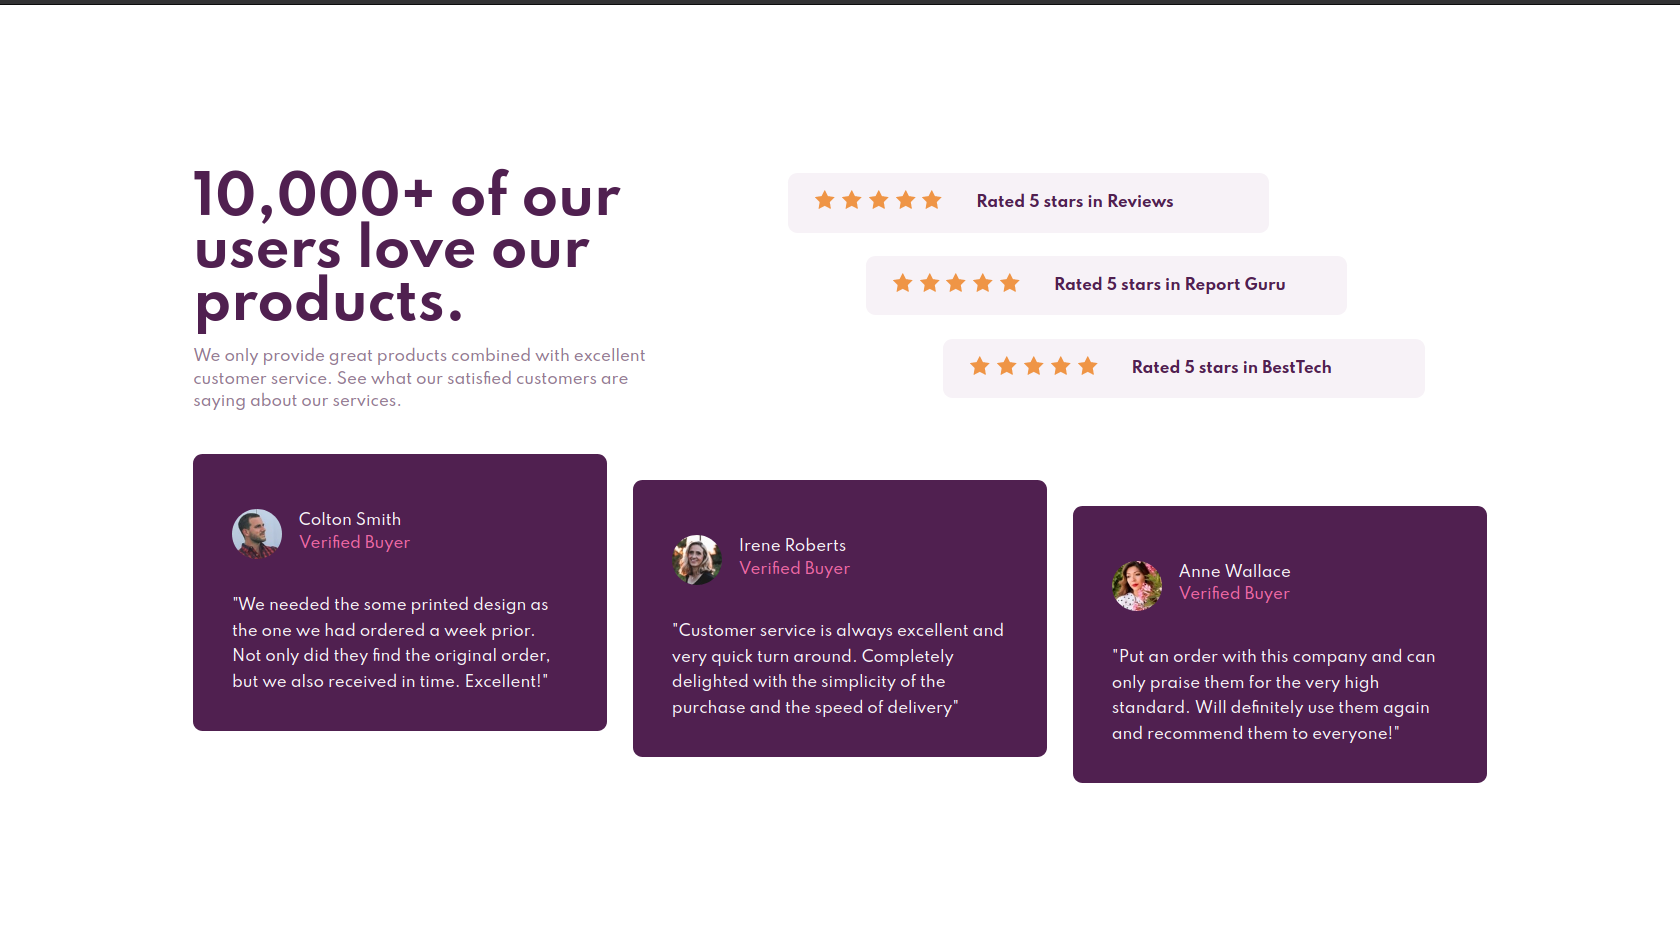 10,000+ of our
users love our
products.
We only provide great products combined with excellent
customer service. See what our satisfied customers are
saying about our services.
Rated 5 stars in Reviews
Rated 5 stars in Report Guru
Rated 5 stars in BestTech
Colton Smith
Verified Buyer
"We needed the some printed design as
the one we had ordered a week prior.
Not only did they find the original order,
but we also received in time. Excellent!"
Irene Roberts
Verified Buyer
"Customer service is always excellent and
very quick turn around. Completely
delighted with the simplicity of the
purchase and the speed of delivery"
Anne Wallace
Verified Buyer
"Put an order with this company and can
only praise them for the very high
standard. Will definitely use them again
and recommend them to everyone!"